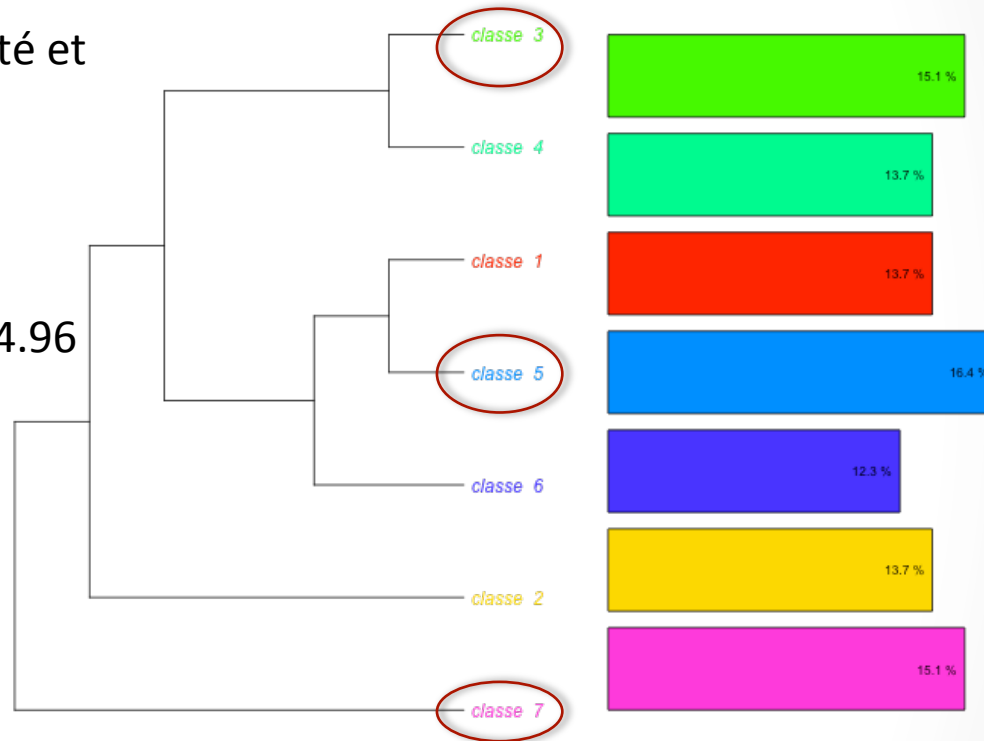 té et
4.96
classe 3
15.1 %
classe 4
13.7 %
classe 1
13.7 %
classe 5
16.4 %
classe 6
12.3 %
classe 2
13.7 %
classe 7
15.1 %